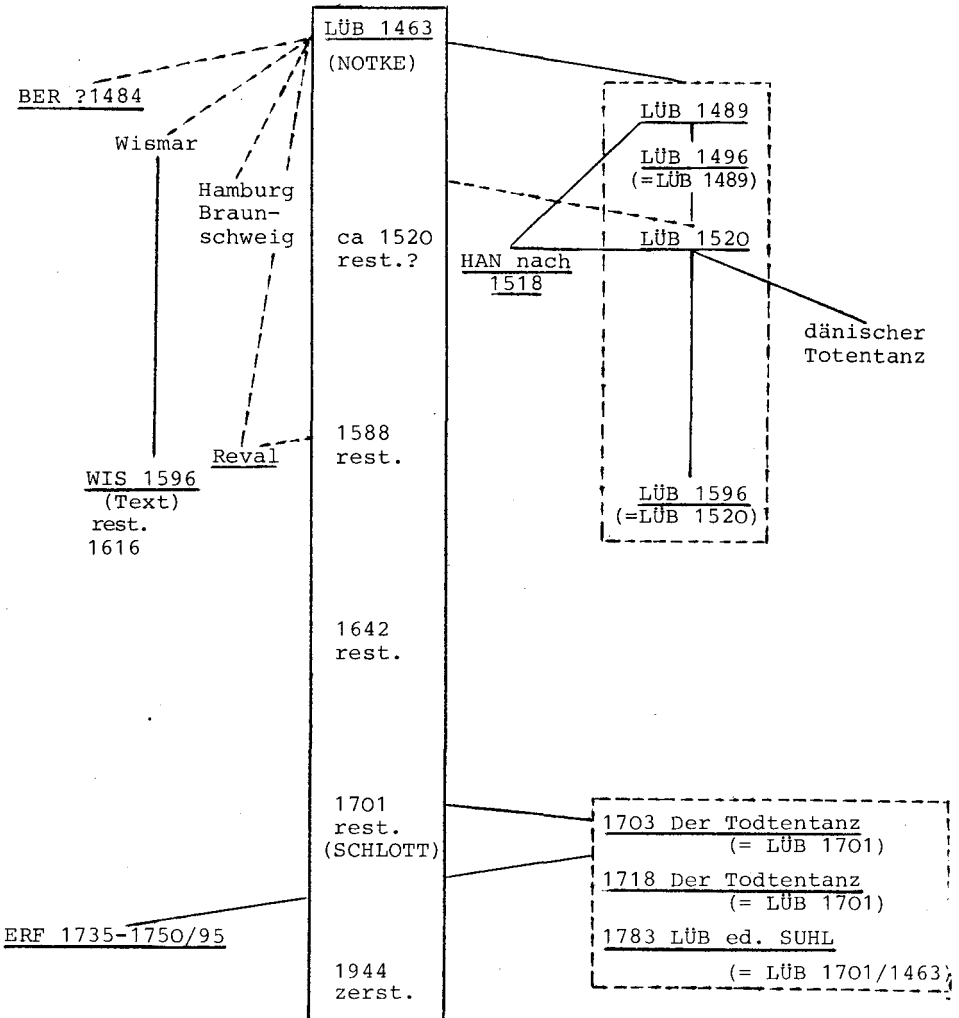 LÜB 1463
(NOTKE)
BER ?1484
Wismar
Hamburg
Braun-
schweig
LÜB 1489
LÜB 1496
(=LÜB 1489)
ca 1520
rest.?
HAN nach
1518
LÜB 1520
dänischer
Totentanz
1588
rest.
Reval
WIS 1596
(Text)
rest.
1616
LÜB 1596
(=LÜB 1520)
1642
rest.
1701
rest.
(SCHLOTT)
1703 Der Todtentanz
(= LÜB 1701)
1718 Der Todtentanz
(= LÜB 1701)
1783 LÜB ed. SUHL
(= LÜB 1701/1463)
ERF 1735-1750/95
1944
zerst.